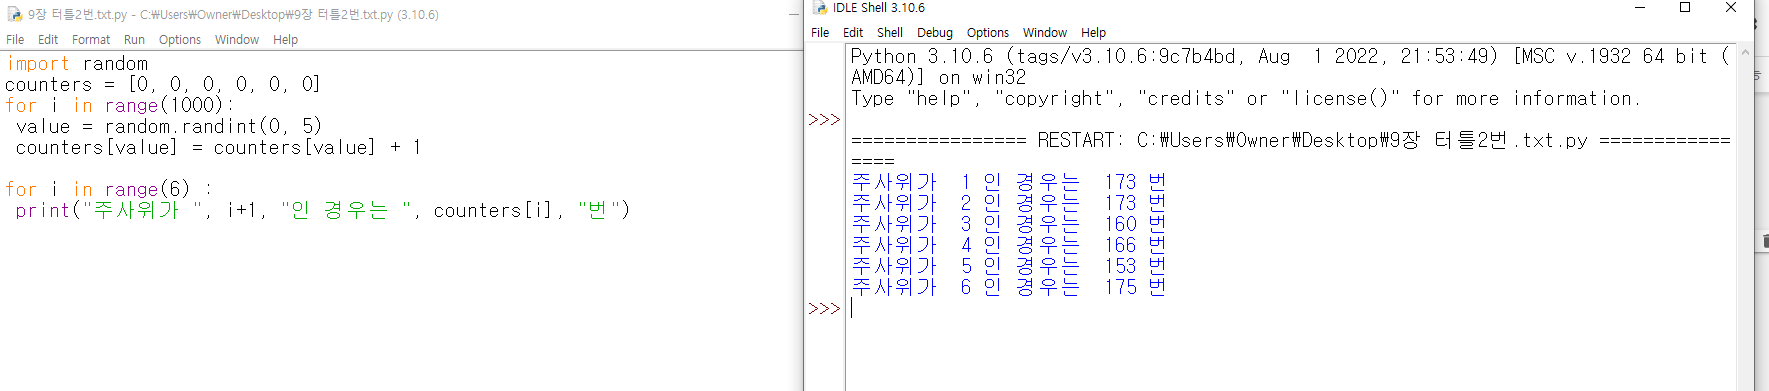 9장 터틀2번.txt.py - C:₩Users₩Owner₩Desktop₩9장 터틀2번.txt.py (3.10.6)
File Edit Format Run Options Window Help
import random
counters = [0, 0, 0, 0, 0, 0]
for i in range(1000):
 value = random.randint(0, 5)
 counters[value] = counters[value] + 1
for i in range(6) :
 print("주사위가 ", i+1, "인 경우는 ", counters[i], "번")
IDLE Shell 3.10.6
File Edit Shell Debug Options Window Help
Python 3.10.6 (tags/v3.10.6:9c7b4bd, Aug  1 2022, 21:53:49) [MSC v.1932 64 bit (
AMD64)] on win32
Type "help", "copyright", "credits" or "license()" for more information.
>>>
================ RESTART: C:₩Users₩Owner₩Desktop₩9장 터틀2번.txt.py ============
====
주사위가  1 인 경우는  173 번
주사위가  2 인 경우는  173 번
주사위가  3 인 경우는  160 번
주사위가  4 인 경우는  166 번
주사위가  5 인 경우는  153 번
주사위가  6 인 경우는  175 번
>>>